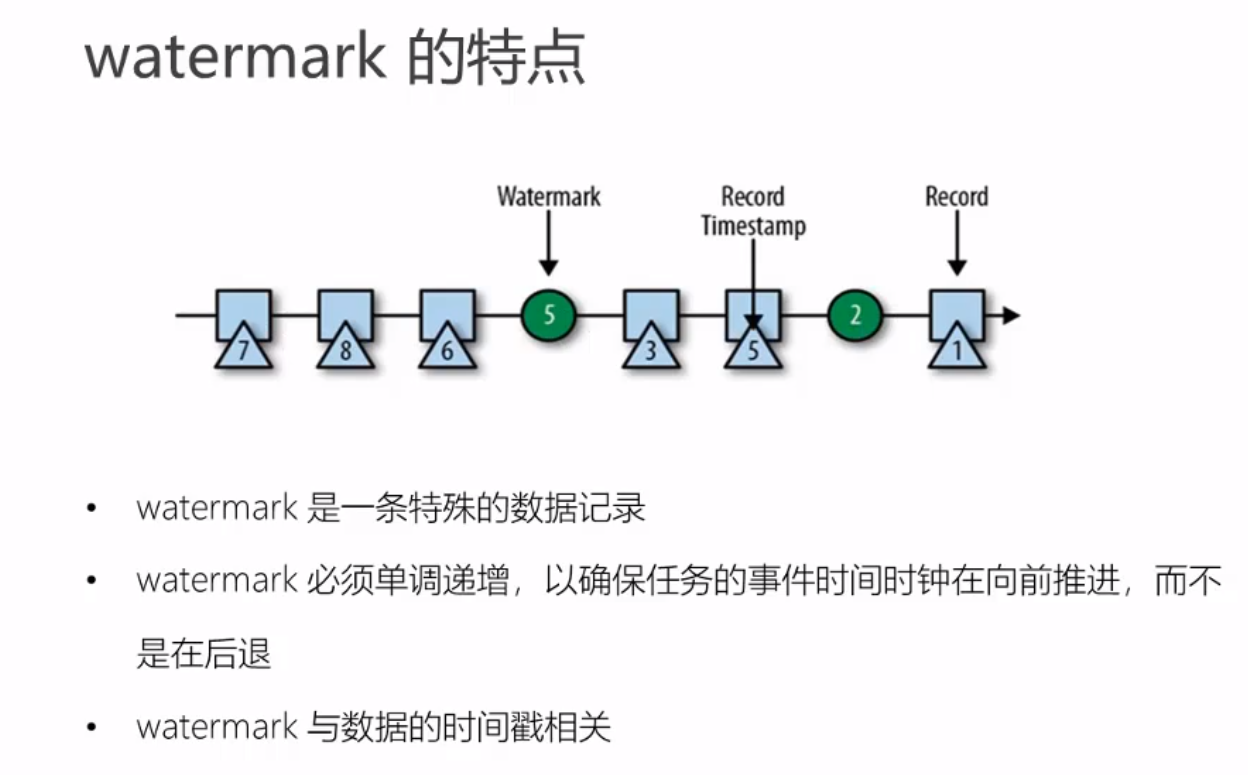 watermark 的特点
Watermark
Record
Timestamp
Record
7
8
6
5
3
5
2
1
• watermark 是一条特殊的数据记录
• watermark 必须单调递增，以确保任务的事件时间时钟在向前推进，而不
是在后退
• watermark 与数据的时间戳相关